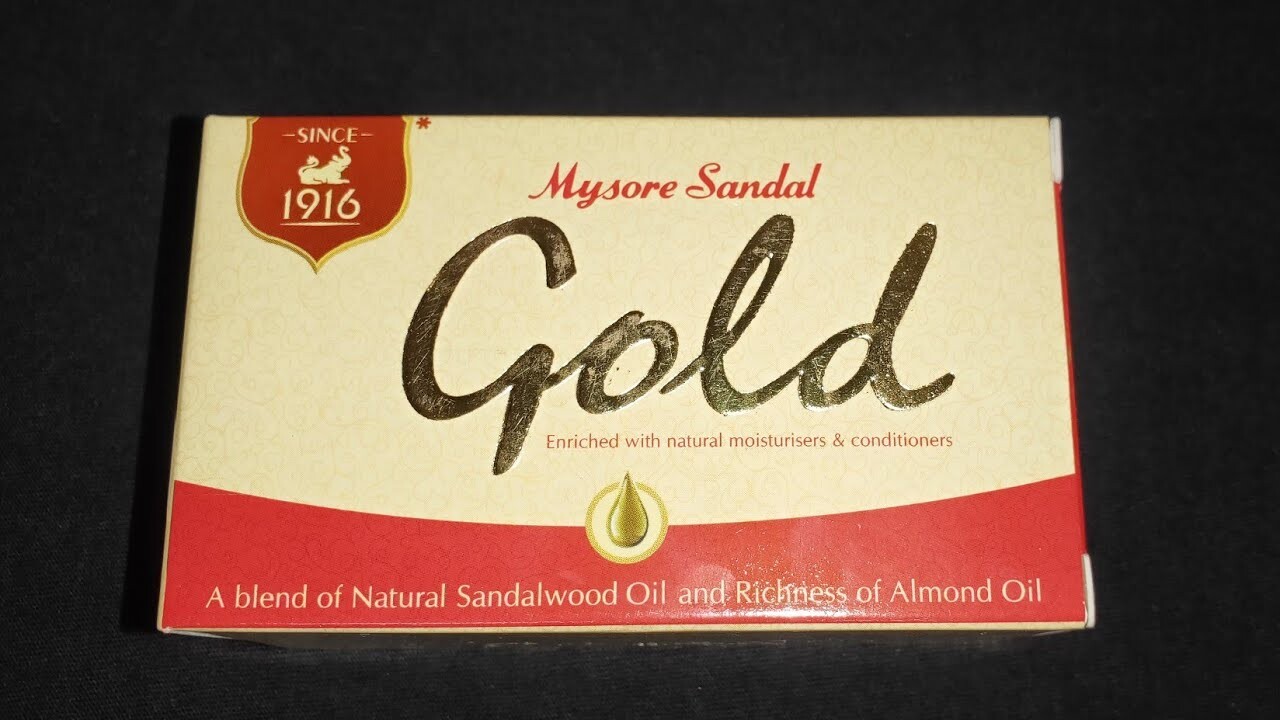 SINCE
1916
*
Mysore Sandal
Gold
Enriched with natural moisturisers & conditioners
A blend of Natural Sandalwood Oil and Richness of Almond Oil